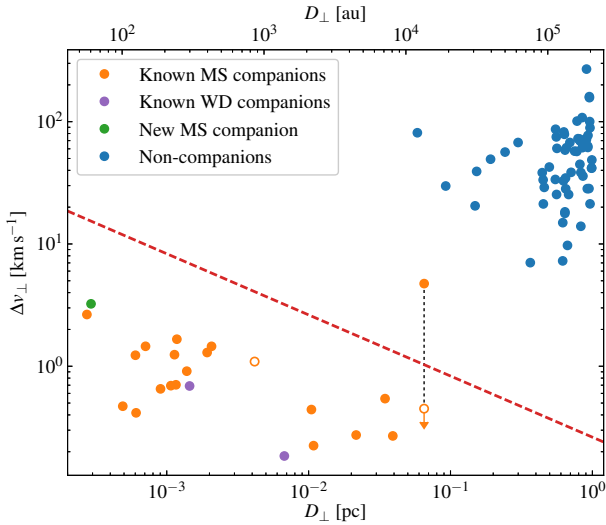 D⊥ [au]
10² 10³ 10⁴ 10⁵
Known MS companions
Known WD companions
New MS companion
Non-companions
Δv⊥ [km s⁻¹]
10²
10¹
10⁰
10⁻³ 10⁻² 10⁻¹ 10⁰
D⊥ [pc]